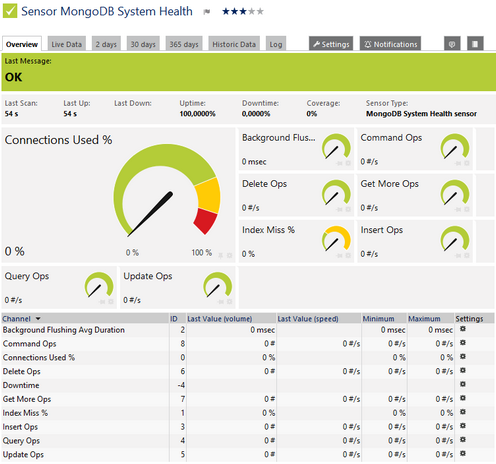 Sensor MongoDB System Health
Overview Live Data 2 days 30 days 365 days Historic Data Log Settings Notifications
Last Message:
OK
Last Scan: Last Up: Last Down: Uptime: Downtime: Coverage: Sensor Type:
54 s 54 s 100,0000% 0,0000% 0% MongoDB System Health sensor
Connections Used %
0 %
0 % 100 %
Background Flus...
0 msec
Command Ops
0 #/s
Delete Ops
0 #/s
Get More Ops
0 #/s
Index Miss %
0 %
Insert Ops
0 #/s
Query Ops
0 #/s
Update Ops
0 #/s
Channel ID Last Value (volume) Last Value (speed) Minimum Maximum Settings
Background Flushing Avg Duration 2 0 msec 0 msec 0 msec
Command Ops 8 0 # 0 #/s 0 #/s 0 #/s
Connections Used % 0 0 % 0 % 0 %
Delete Ops 6 0 # 0 #/s 0 #/s 0 #/s
Downtime -4
Get More Ops 7 0 # 0 #/s 0 #/s 0 #/s
Index Miss % 1 0 % 0 % 0 %
Insert Ops 3 0 # 0 #/s 0 #/s 0 #/s
Query Ops 4 0 # 0 #/s 0 #/s 0 #/s
Update Ops 5 0 # 0 #/s 0 #/s 0 #/s